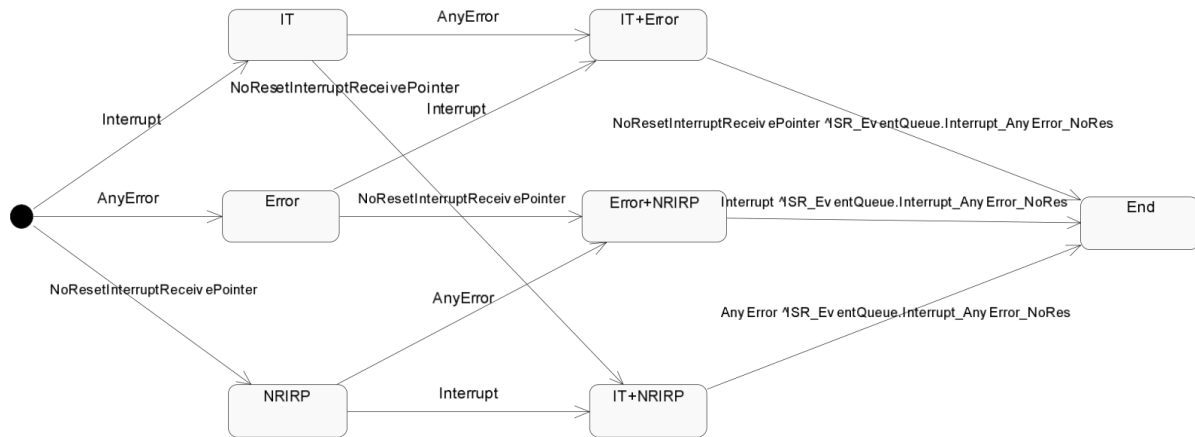 IT
AnyError
IT+Error
NoResetInterruptReceivePointer
Interrupt
Interrupt
NoResetInterruptReceivePointer ^ISR_EventQueue.Interrupt_AnyError_NoRes
AnyError
Error
NoResetInterruptReceivePointer
Error+NRIRP
Interrupt ^ISR_EventQueue.Interrupt_AnyError_NoRes
End
NoResetInterruptReceivePointer
AnyError
AnyError ^ISR_EventQueue.Interrupt_AnyError_NoRes
NRIRP
Interrupt
IT+NRIRP